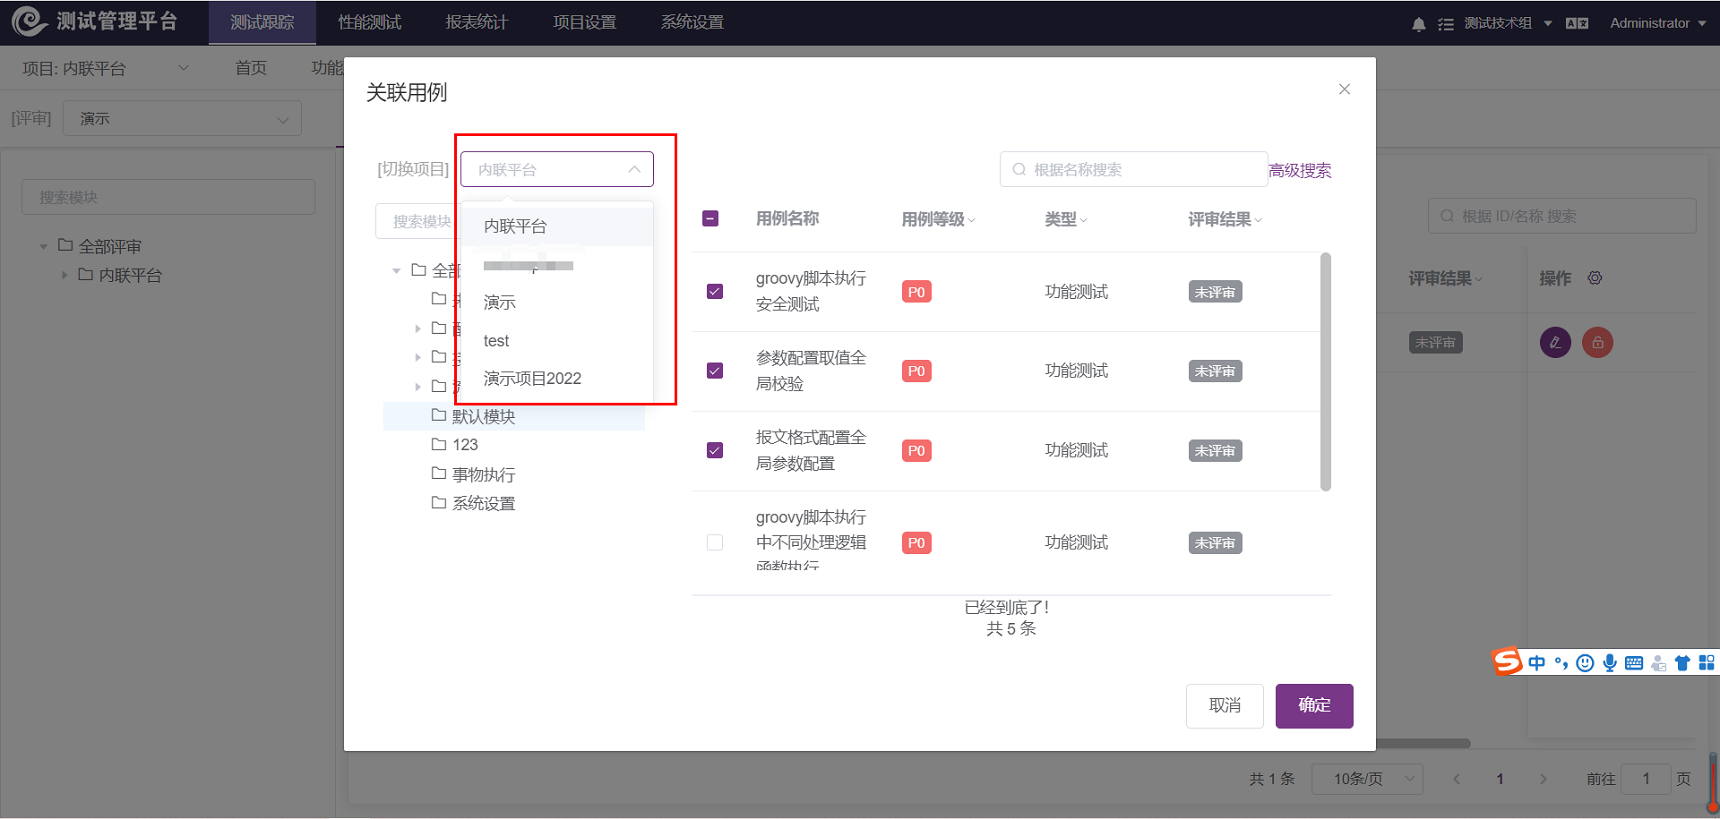 测试管理平台
测试跟踪
性能测试
报表统计
项目设置
系统设置
测试技术组
Administrator
项目: 内联平台
首页
功能
[评审]
演示
关联用例
[切换项目]
内联平台
根据名称搜索
高级搜索
搜索模块
搜索模块
内联平台
用例名称
用例等级
类型
评审结果
根据 ID/名称 搜索
全部评审
内联平台
全部
演示
test
演示项目2022
默认模块
123
事物执行
系统设置
groovy脚本执行
安全测试
P0
功能测试
未评审
参数配置取值全
局校验
P0
功能测试
未评审
报文格式配置全
局参数配置
P0
功能测试
未评审
groovy脚本执行
中不同处理逻辑
函数执行
P0
功能测试
未评审
评审结果
操作
未评审
已经到底了!
共 5 条
取消
确定
中
共 1 条
10条/页
1
前往
1
页